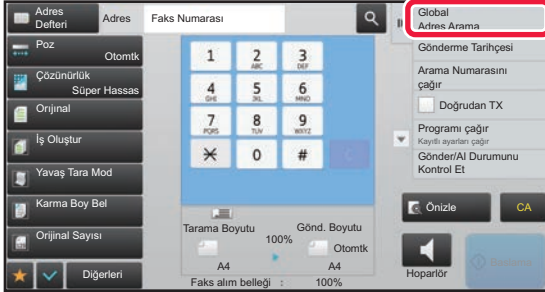 Adres
Defteri
Adres
Faks Numarası
Global
Adres Arama
Poz
Otomtk
Gönderme Tarihçesi
Çözünürlük
Süper Hassas
Arama Numarasını
çağır
Orijinal
Doğrudan TX
İş Oluştur
Programı çağır
Kayıtlı ayarları çağır
Yavaş Tara Mod
Gönder/Al Durumunu
Kontrol Et
Karma Boy Bel
Orijinal Sayısı
Diğerleri
1
2
ABC
3
DEF
4
GHI
5
JKL
6
MNO
7
PQRS
8
TUV
9
WXYZ
0
#
C
Tarama Boyutu
100%
Gönd. Boyutu
Otomtk
A4
A4
Faks alım belleği : 100%
Önizle
CA
Hoparlör